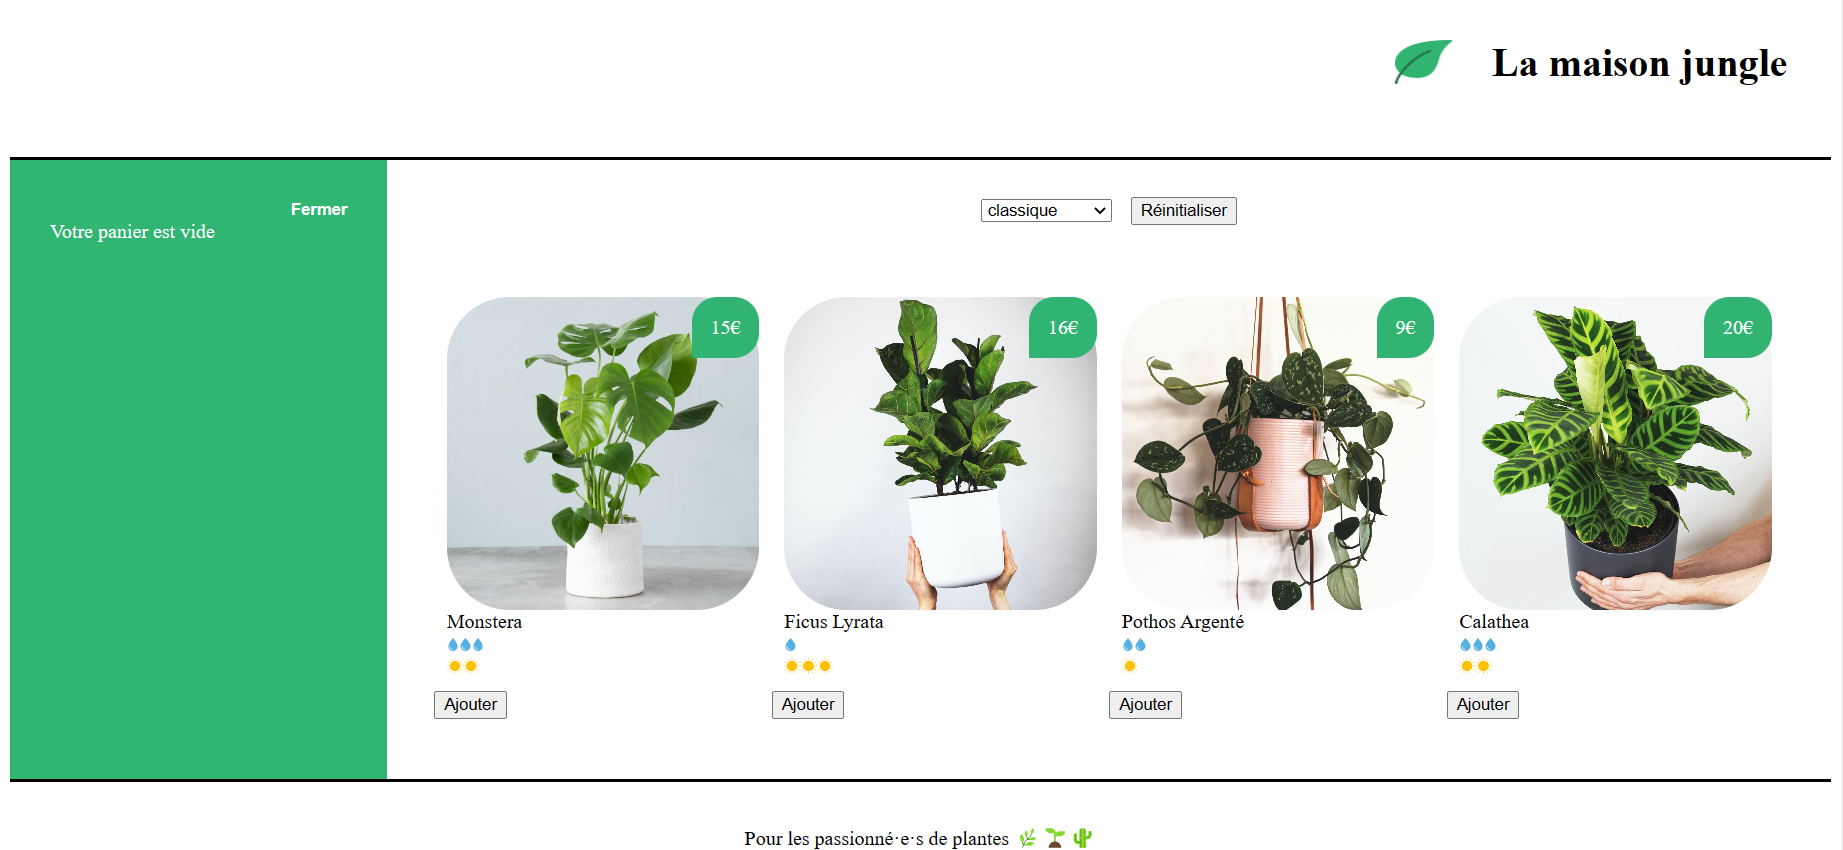 La maison jungle
Fermer
Votre panier est vide
classique
Réinitialiser
15€
16€
9€
20€
Monstera
Ficus Lyrata
Pothos Argenté
Calathea
Ajouter
Ajouter
Ajouter
Ajouter
Pour les passionné·e·s de plantes 🌿🌱🌵